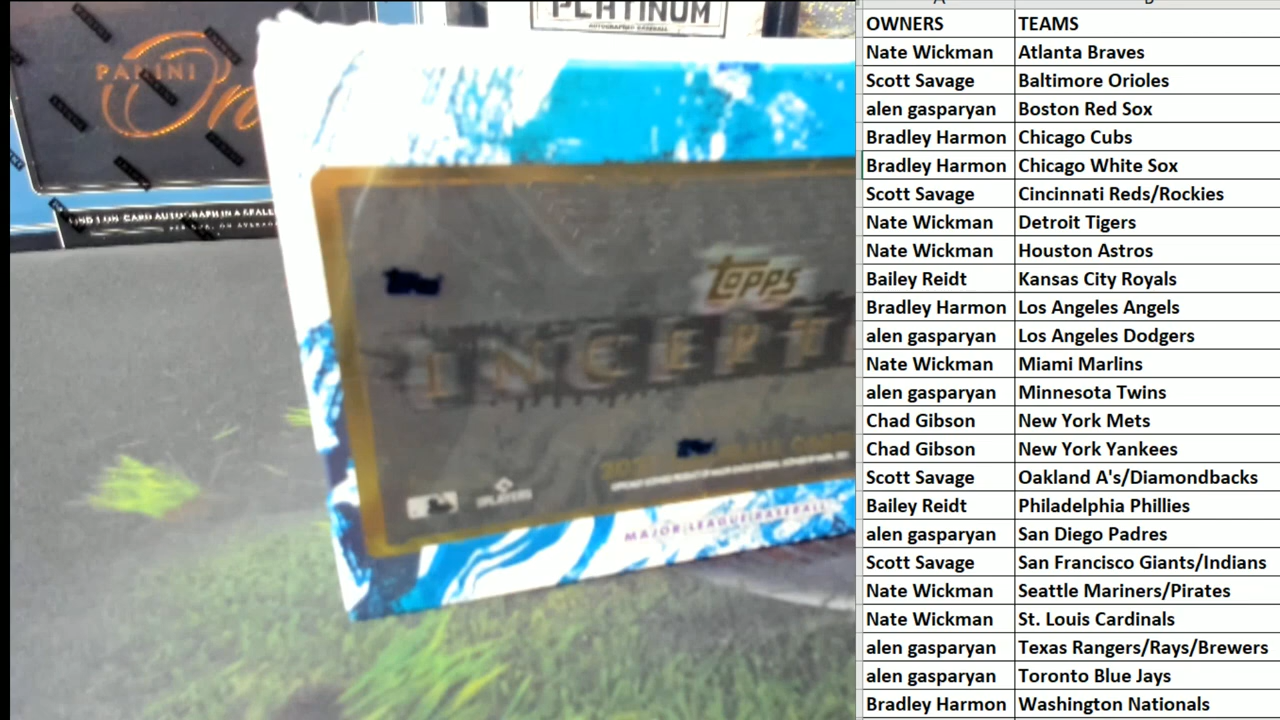 PLATINUM
AUTOGRAPHED BASEBALL
PANINI
On
topps
INCEPT
PLAYERS
MAJOR LEAGUE BASEBALL
OWNERS TEAMS
Nate Wickman Atlanta Braves
Scott Savage Baltimore Orioles
alen gasparyan Boston Red Sox
Bradley Harmon Chicago Cubs
Bradley Harmon Chicago White Sox
Scott Savage Cincinnati Reds/Rockies
Nate Wickman Detroit Tigers
Nate Wickman Houston Astros
Bailey Reidt Kansas City Royals
Bradley Harmon Los Angeles Angels
alen gasparyan Los Angeles Dodgers
Nate Wickman Miami Marlins
alen gasparyan Minnesota Twins
Chad Gibson New York Mets
Chad Gibson New York Yankees
Scott Savage Oakland A's/Diamondbacks
Bailey Reidt Philadelphia Phillies
alen gasparyan San Diego Padres
Scott Savage San Francisco Giants/Indians
Nate Wickman Seattle Mariners/Pirates
Nate Wickman St. Louis Cardinals
alen gasparyan Texas Rangers/Rays/Brewers
alen gasparyan Toronto Blue Jays
Bradley Harmon Washington Nationals